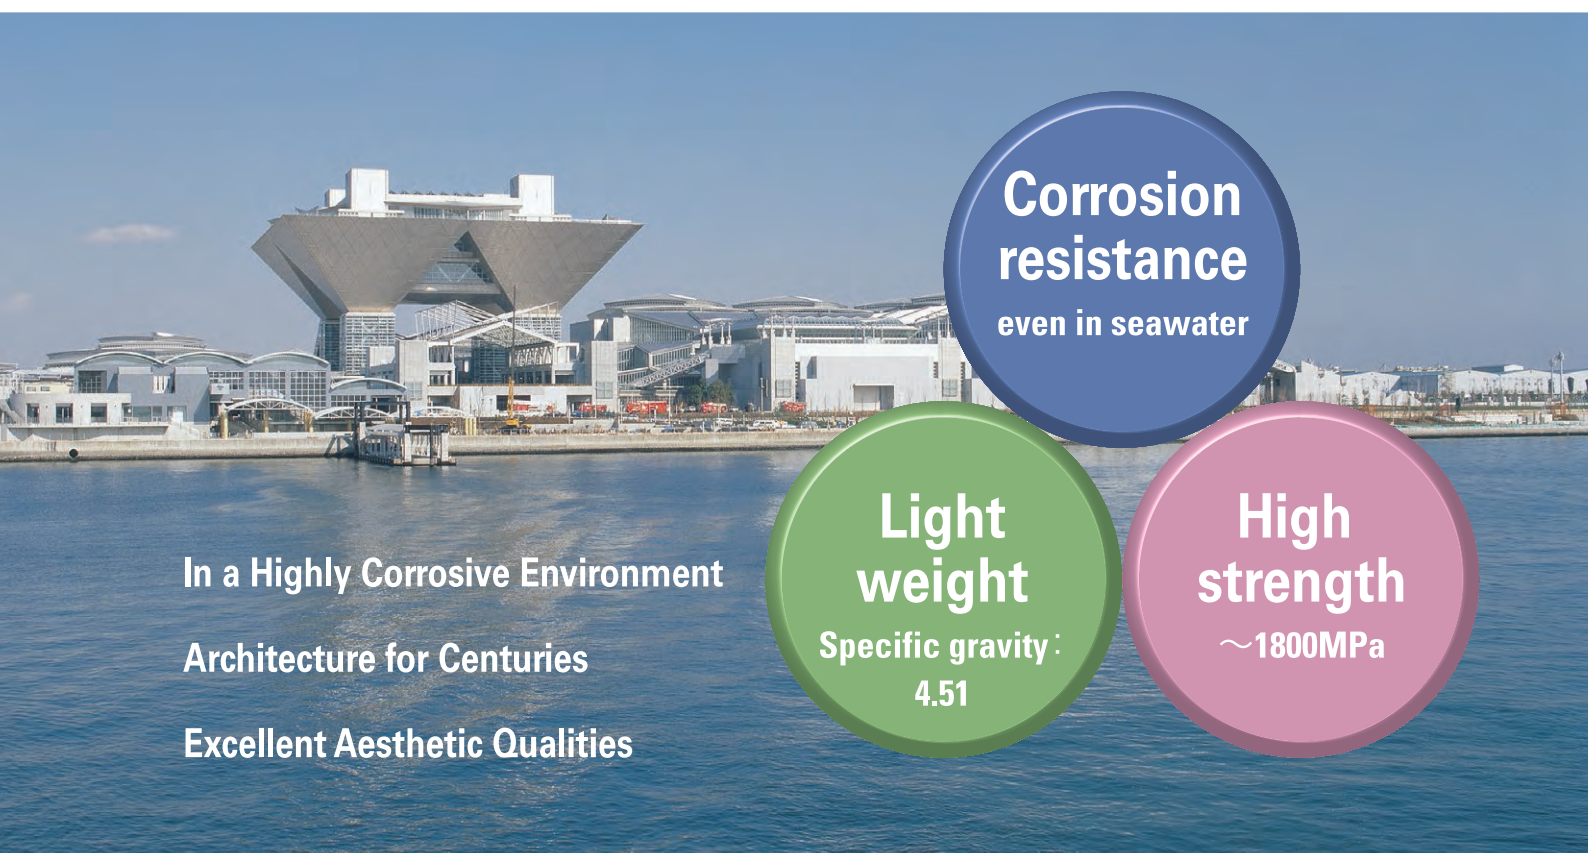 Corrosion
resistance
even in seawater
Light
weight
Specific gravity：
4.51
High
strength
～1800MPa
In a Highly Corrosive Environment
Architecture for Centuries
Excellent Aesthetic Qualities